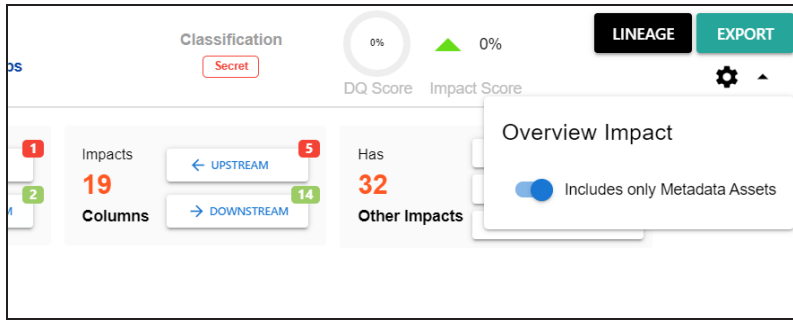 Classification
Secret
0%
0%
DQ Score
Impact Score
LINEAGE
EXPORT
os
Overview Impact
Includes only Metadata Assets
1
2
Impacts
19
Columns
5
← UPSTREAM
14
→ DOWNSTREAM
Has
32
Other Impacts